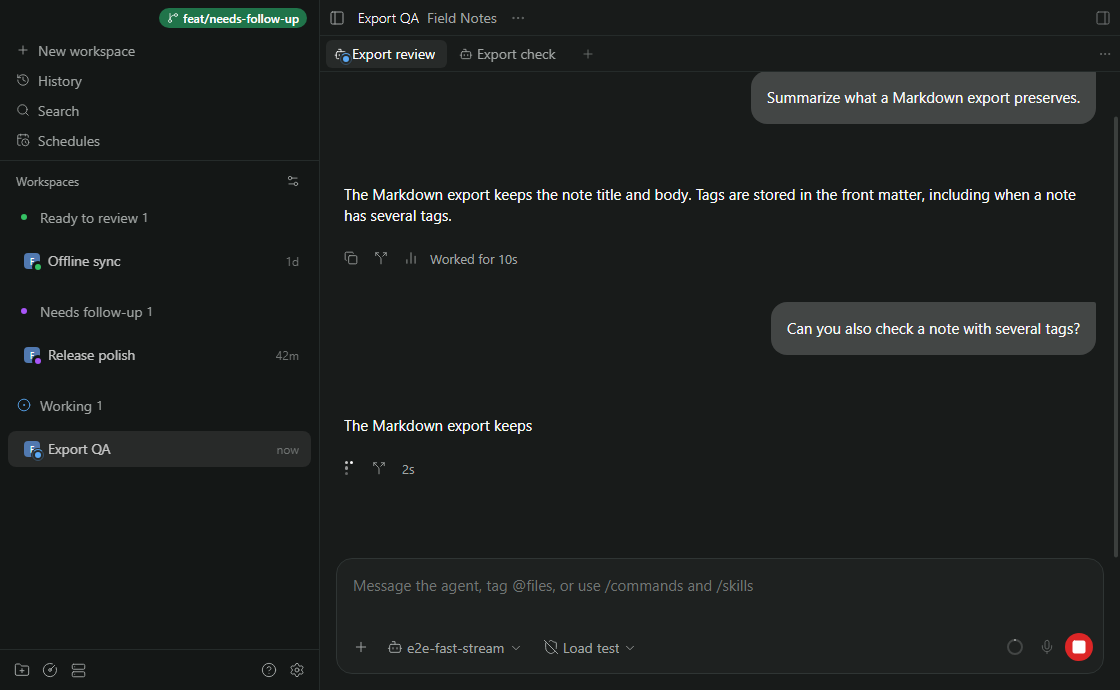 feat/needs-follow-up
New workspace
History
Search
Schedules
Workspaces
Ready to review 1
F Offline sync 1d
Needs follow-up 1
F Release polish 42m
Working 1
F Export QA now
Export QA Field Notes
Export review Export check
Summarize what a Markdown export preserves.
The Markdown export keeps the note title and body. Tags are stored in the front matter, including when a note
has several tags.
Worked for 10s
Can you also check a note with several tags?
The Markdown export keeps
2s
Message the agent, tag @files, or use /commands and /skills
e2e-fast-stream Load test